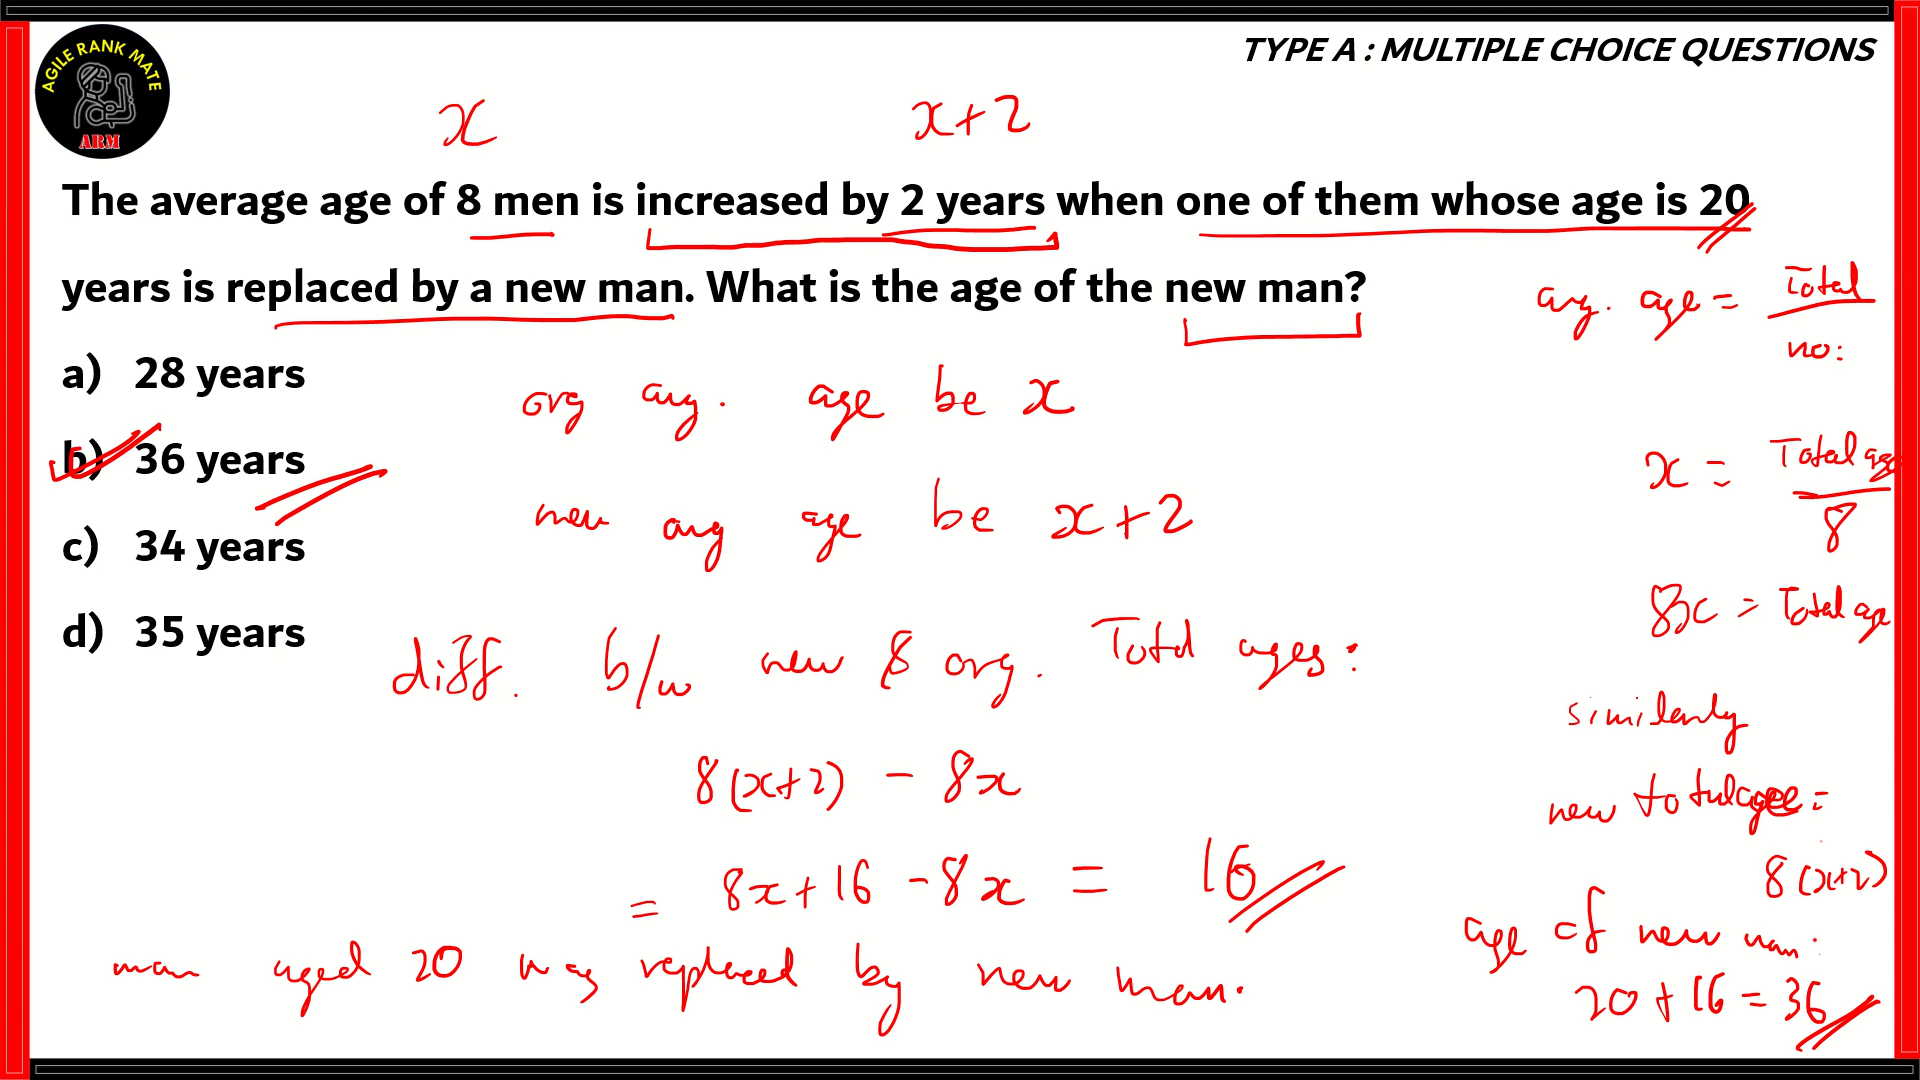 AGILE RANK MATE
ARM
TYPE A : MULTIPLE CHOICE QUESTIONS
x
x+2
The average age of 8 men is increased by 2 years when one of them whose age is 20
years is replaced by a new man. What is the age of the new man?
avg. age = Total / no:
a) 28 years
org avg. age be x
b) 36 years
x = Total age / 8
new avg age be x+2
c) 34 years
8x = Total age
d) 35 years
diff. b/w new & org. Total ages:
similarly
8(x+2) - 8x
new total age =
8(x+2)
= 8x+16 -8x = 16
age of new man:
man aged 20 was replaced by new man.
20 + 16 = 36